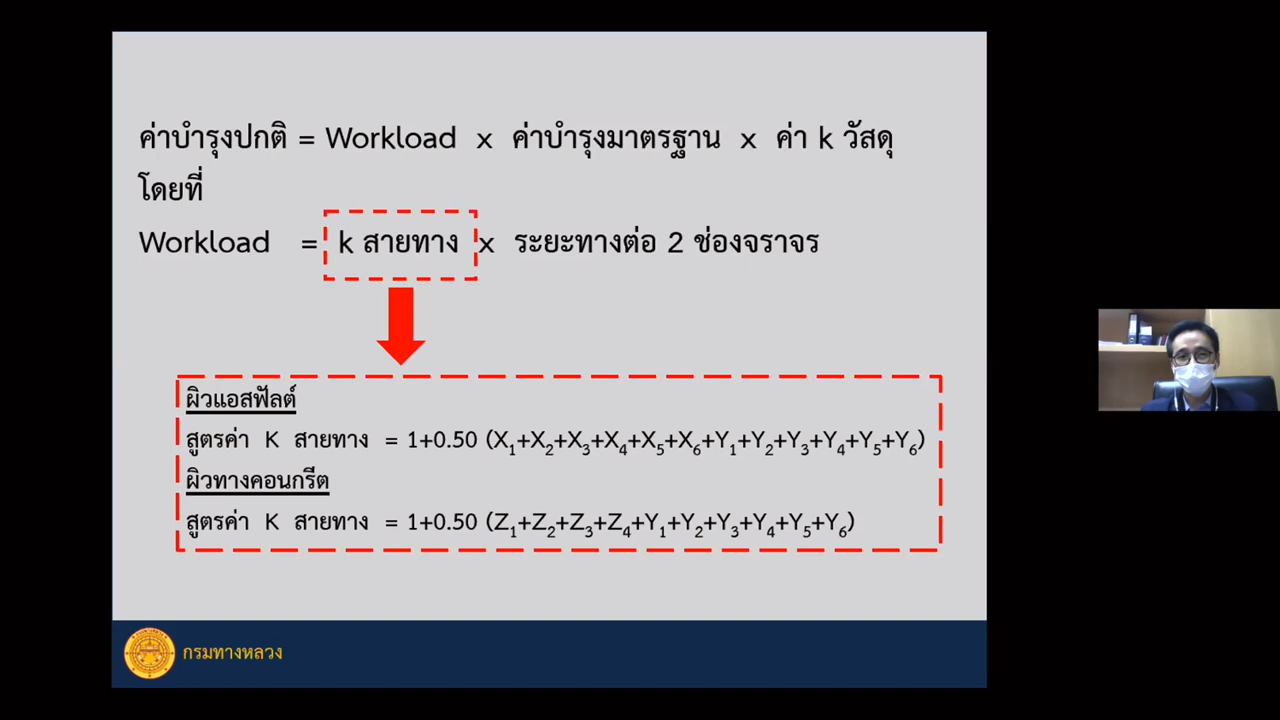 ค่าบำรุงปกติ = Workload x ค่าบำรุงมาตรฐาน x ค่า k วัสดุ
โดยที่
Workload = k สายทาง x ระยะทางต่อ 2 ช่องจราจร
ผิวแอสฟัลต์
สูตรค่า K สายทาง = 1+0.50 (X₁+X₂+X₃+X₄+X₅+X₆+Y₁+Y₂+Y₃+Y₄+Y₅+Y₆)
ผิวทางคอนกรีต
สูตรค่า K สายทาง = 1+0.50 (Z₁+Z₂+Z₃+Z₄+Y₁+Y₂+Y₃+Y₄+Y₅+Y₆)
กรมทางหลวง